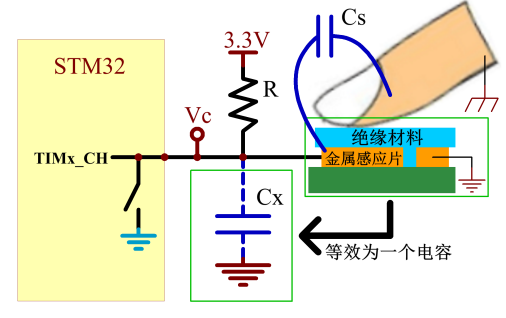 Cs
3.3V
STM32
R
Vc
绝缘材料
TIMx_CH
金属感应片
Cx
等效为一个电容